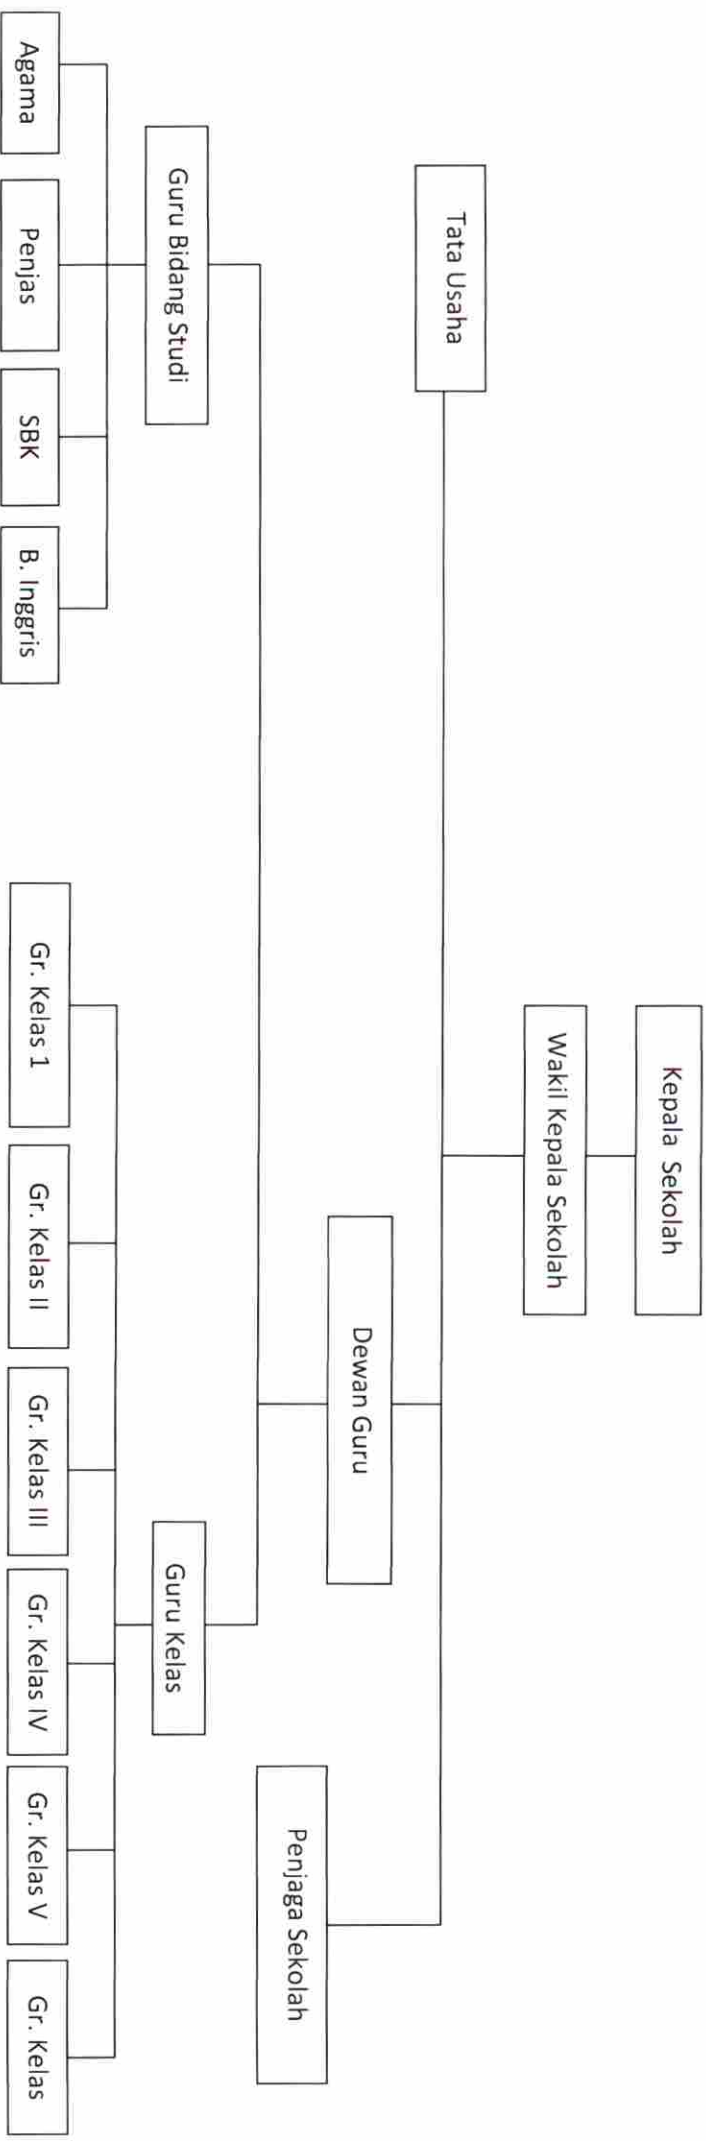 Kepala Sekolah
Wakil Kepala Sekolah
Tata Usaha
Dewan Guru
Penjaga Sekolah
Guru Bidang Studi
Guru Kelas
Agama
Penjas
SBK
B. Inggris
Gr. Kelas 1
Gr. Kelas II
Gr. Kelas III
Gr. Kelas IV
Gr. Kelas V
Gr. Kelas